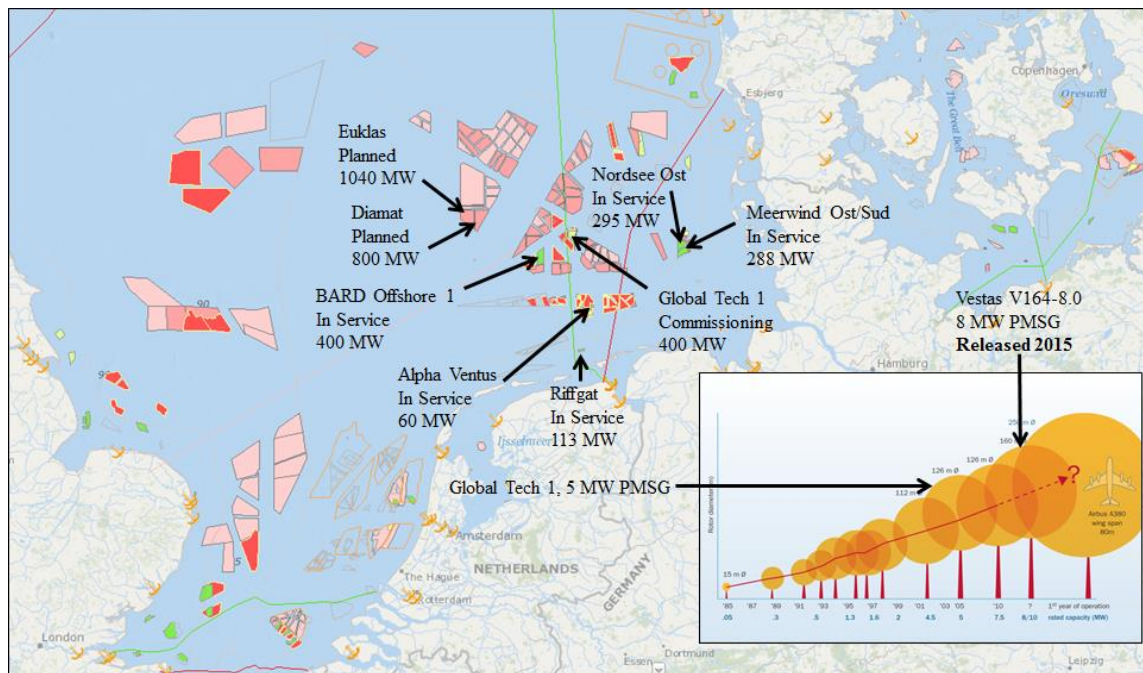 Copenhagen
Oresund
Esbjerg
The Great Belt
Euklas
Planned
1040 MW
Nordsee Ost
In Service
295 MW
Meerwind Ost/Sud
In Service
288 MW
Diamat
Planned
800 MW
BARD Offshore 1
In Service
400 MW
Global Tech 1
Commissioning
400 MW
Vestas V164-8.0
8 MW PMSG
Released 2015
90
Hamburg
Alpha Ventus
In Service
60 MW
Riffgat
In Service
113 MW
Ijsselmeer
Global Tech 1, 5 MW PMSG
Amsterdam
The Hague
Rotterdam
NETHERLANDS
GERMANY
London
Essen
Dortmund
Leipzig
Rotor diameter(m)
15 m Ø
112 m Ø
126 m Ø
126 m Ø
160
250
?
Airbus A380
wing span
80m
'85 '87 '89 '91 '93 '95 '97 '99 '01 '03 '05 '10 ? 1st year of operation
.05 .3 .5 1.3 1.6 2 4.5 5 7.5 8/10 rated capacity (MW)